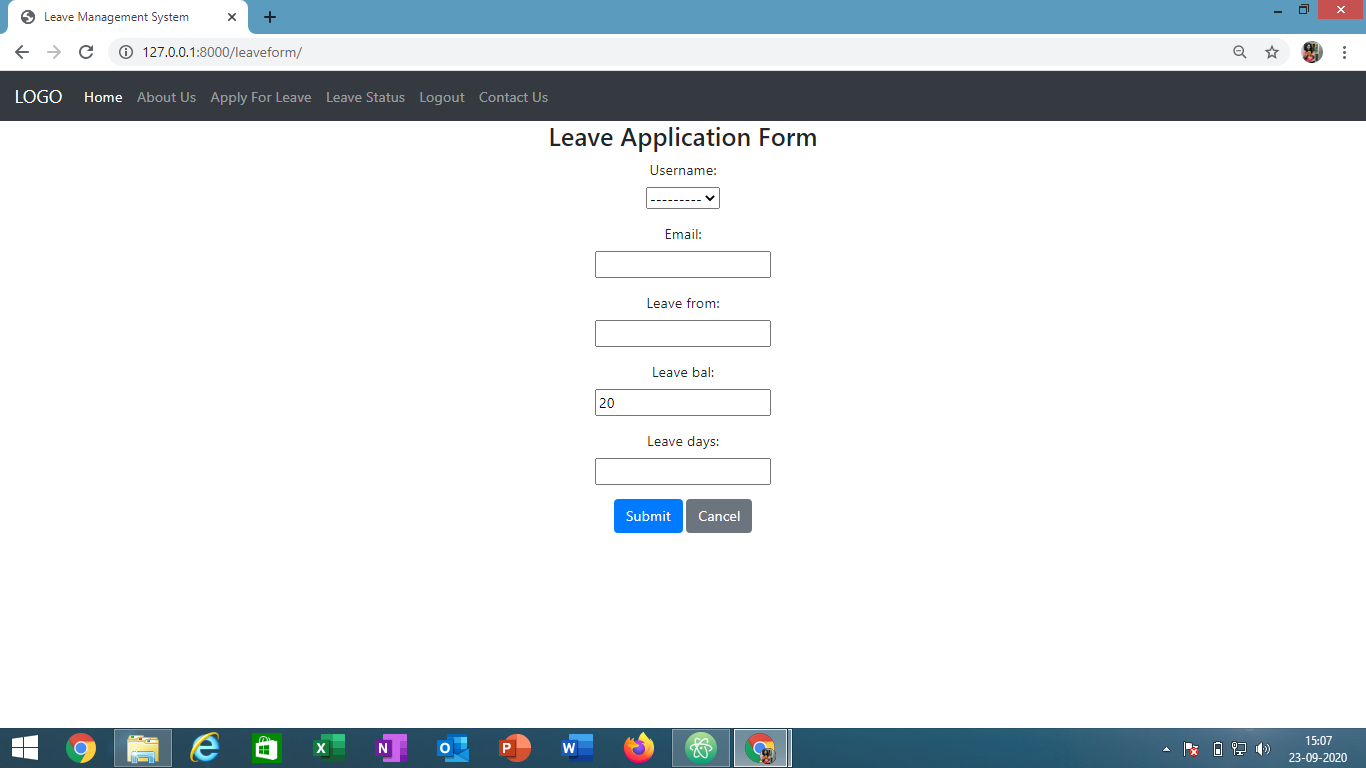 Leave Management System
127.0.0.1:8000/leaveform/
LOGO Home About Us Apply For Leave Leave Status Logout Contact Us
Leave Application Form
Username:
---------
Email:
Leave from:
Leave bal:
20
Leave days:
Submit Cancel
15:07
23-09-2020